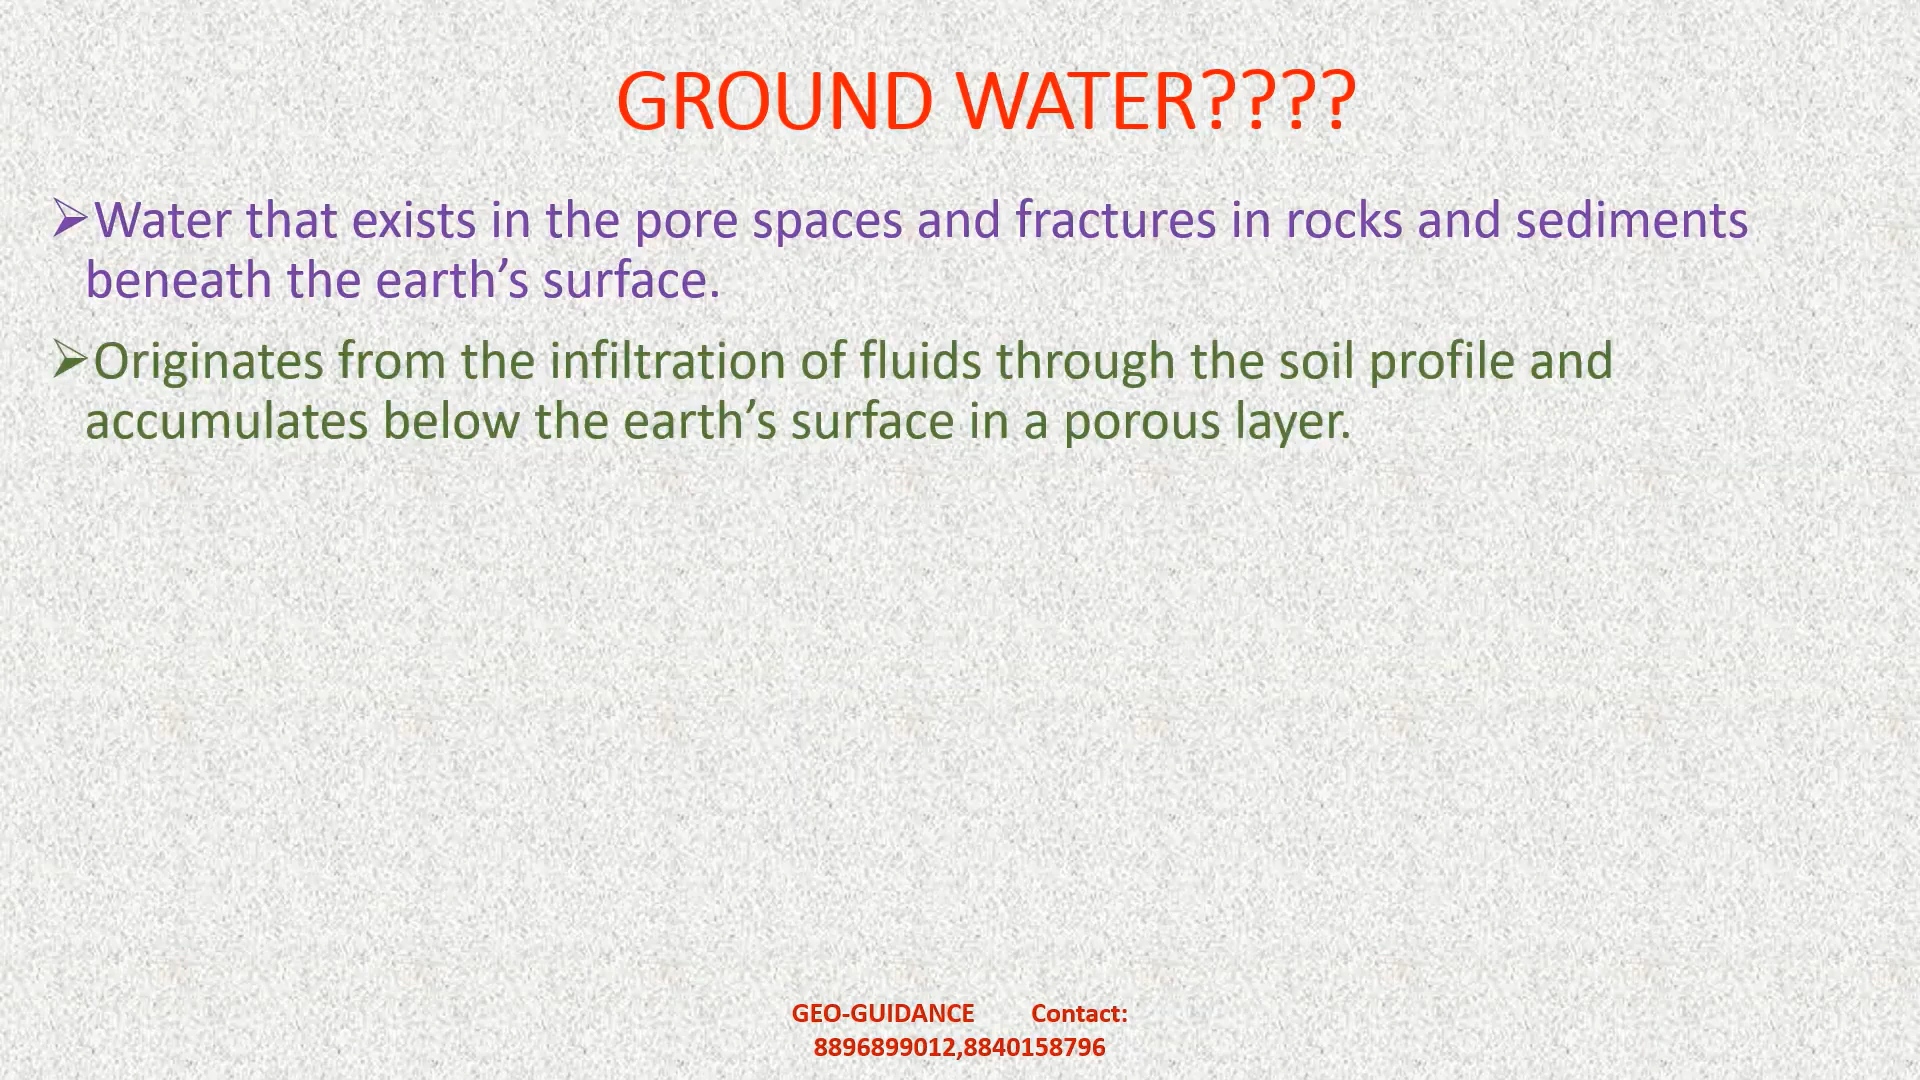 GROUND WATER????
➢Water that exists in the pore spaces and fractures in rocks and sediments
beneath the earth’s surface.
➢Originates from the infiltration of fluids through the soil profile and
accumulates below the earth’s surface in a porous layer.
GEO-GUIDANCE Contact:
8896899012,8840158796